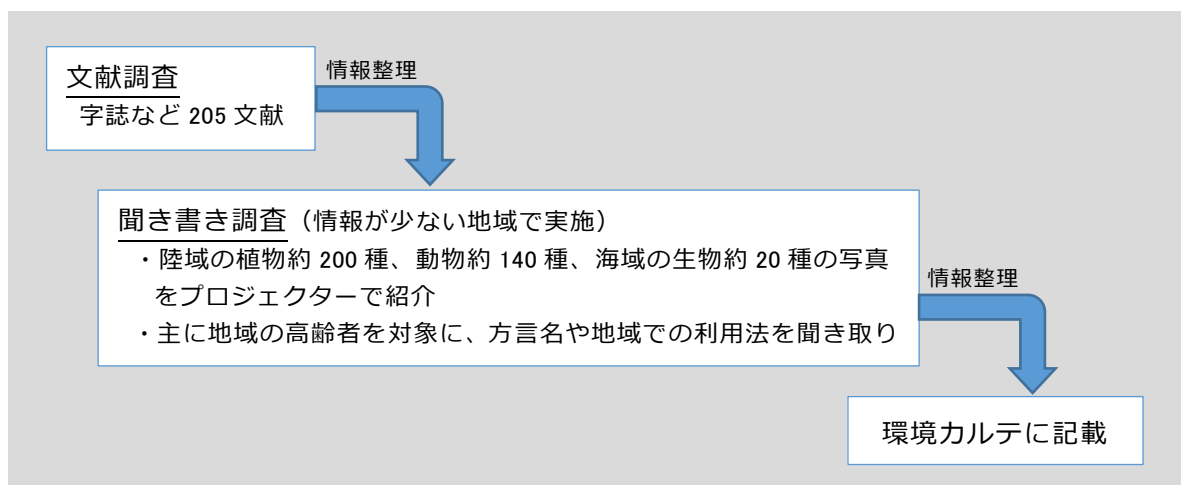 文献調査
字誌など 205 文献
情報整理
聞き書き調査（情報が少ない地域で実施）
・陸域の植物約 200 種、動物約 140 種、海域の生物約 20 種の写真
をプロジェクターで紹介
・主に地域の高齢者を対象に、方言名や地域での利用法を聞き取り
情報整理
環境カルテに記載